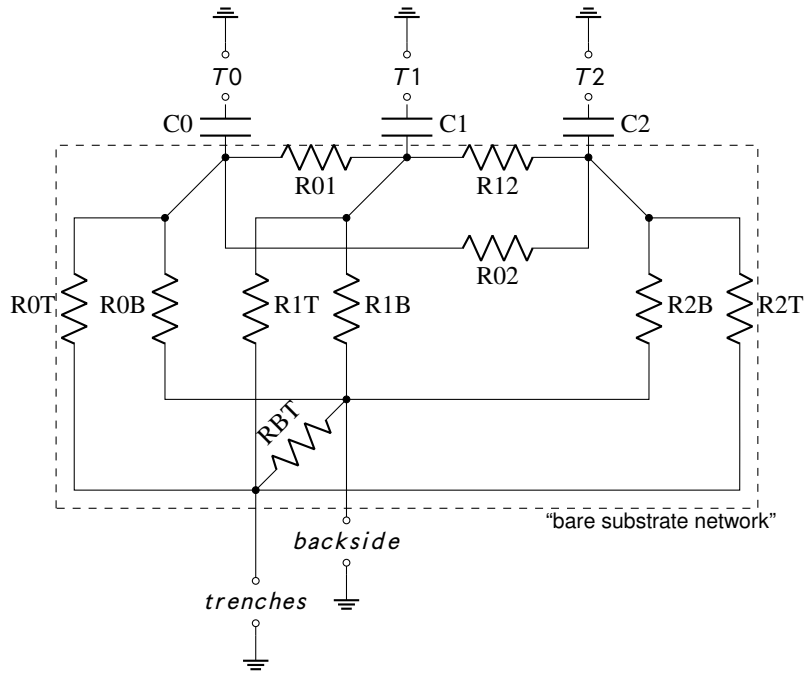 T0 T1 T2
C0 C1 C2
R01 R12
R02
R0T R0B R1T R1B R2B R2T
RBT
“bare substrate network”
backside
trenches